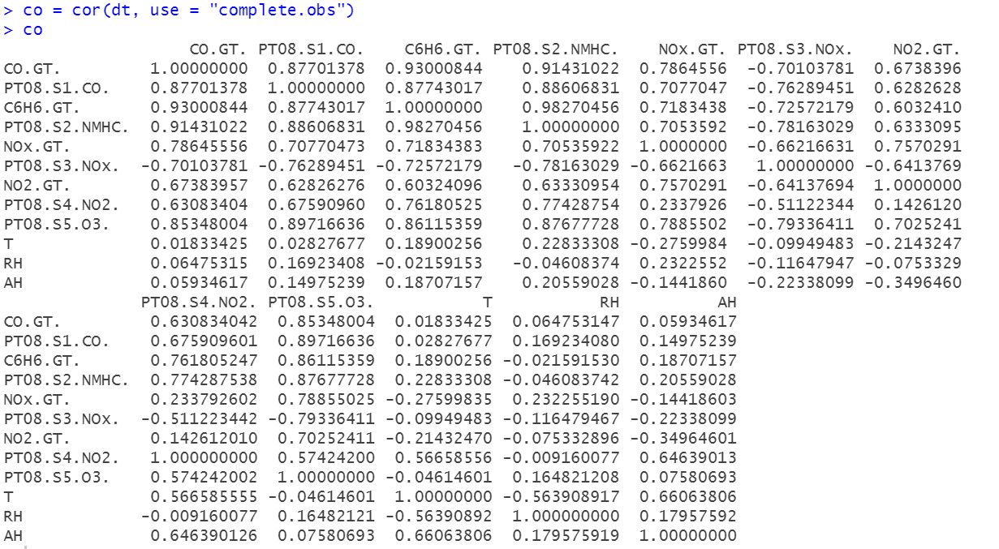 > co = cor(dt, use = "complete.obs")
> co
CO.GT. PT08.S1.CO. C6H6.GT. PT08.S2.NMHC. NOx.GT. PT08.S3.NOx. NO2.GT.
CO.GT. 1.00000000 0.87701378 0.93000844 0.91431022 0.7864556 -0.70103781 0.6738396
PT08.S1.CO. 0.87701378 1.00000000 0.87743017 0.88606831 0.7077047 -0.76289451 0.6282628
C6H6.GT. 0.93000844 0.87743017 1.00000000 0.98270456 0.7183438 -0.72572179 0.6032410
PT08.S2.NMHC. 0.91431022 0.88606831 0.98270456 1.00000000 0.7053592 -0.78163029 0.6333095
NOx.GT. 0.78645556 0.70770473 0.71834383 0.70535922 1.0000000 -0.66216631 0.7570291
PT08.S3.NOx. -0.70103781 -0.76289451 -0.72572179 -0.78163029 -0.6621663 1.00000000 -0.6413769
NO2.GT. 0.67383957 0.62826276 0.60324096 0.63330954 0.7570291 -0.64137694 1.0000000
PT08.S4.NO2. 0.63083404 0.67590960 0.76180525 0.77428754 0.2337926 -0.51122344 0.1426120
PT08.S5.O3. 0.85348004 0.89716636 0.86115359 0.87677728 0.7885502 -0.79336411 0.7025241
T 0.01833425 0.02827677 0.18900256 0.22833308 -0.2759984 -0.09949483 -0.2143247
RH 0.06475315 0.16923408 -0.02159153 -0.04608374 0.2322552 -0.11647947 -0.0753329
AH 0.05934617 0.14975239 0.18707157 0.20559028 -0.1441860 -0.22338099 -0.3496460
PT08.S4.NO2. PT08.S5.O3. T RH AH
CO.GT. 0.630834042 0.85348004 0.01833425 0.064753147 0.05934617
PT08.S1.CO. 0.675909601 0.89716636 0.02827677 0.169234080 0.14975239
C6H6.GT. 0.761805247 0.86115359 0.18900256 -0.021591530 0.18707157
PT08.S2.NMHC. 0.774287538 0.87677728 0.22833308 -0.046083742 0.20559028
NOx.GT. 0.233792602 0.78855025 -0.27599835 0.232255190 -0.14418603
PT08.S3.NOx. -0.511223442 -0.79336411 -0.09949483 -0.116479467 -0.22338099
NO2.GT. 0.142612010 0.70252411 -0.21432470 -0.075332896 -0.34964601
PT08.S4.NO2. 1.000000000 0.57424200 0.56658556 -0.009160077 0.64639013
PT08.S5.O3. 0.574242002 1.00000000 -0.04614601 0.164821208 0.07580693
T 0.566585555 -0.04614601 1.00000000 -0.563908917 0.66063806
RH -0.009160077 0.16482121 -0.56390892 1.000000000 0.17957592
AH 0.646390126 0.07580693 0.66063806 0.179575919 1.00000000